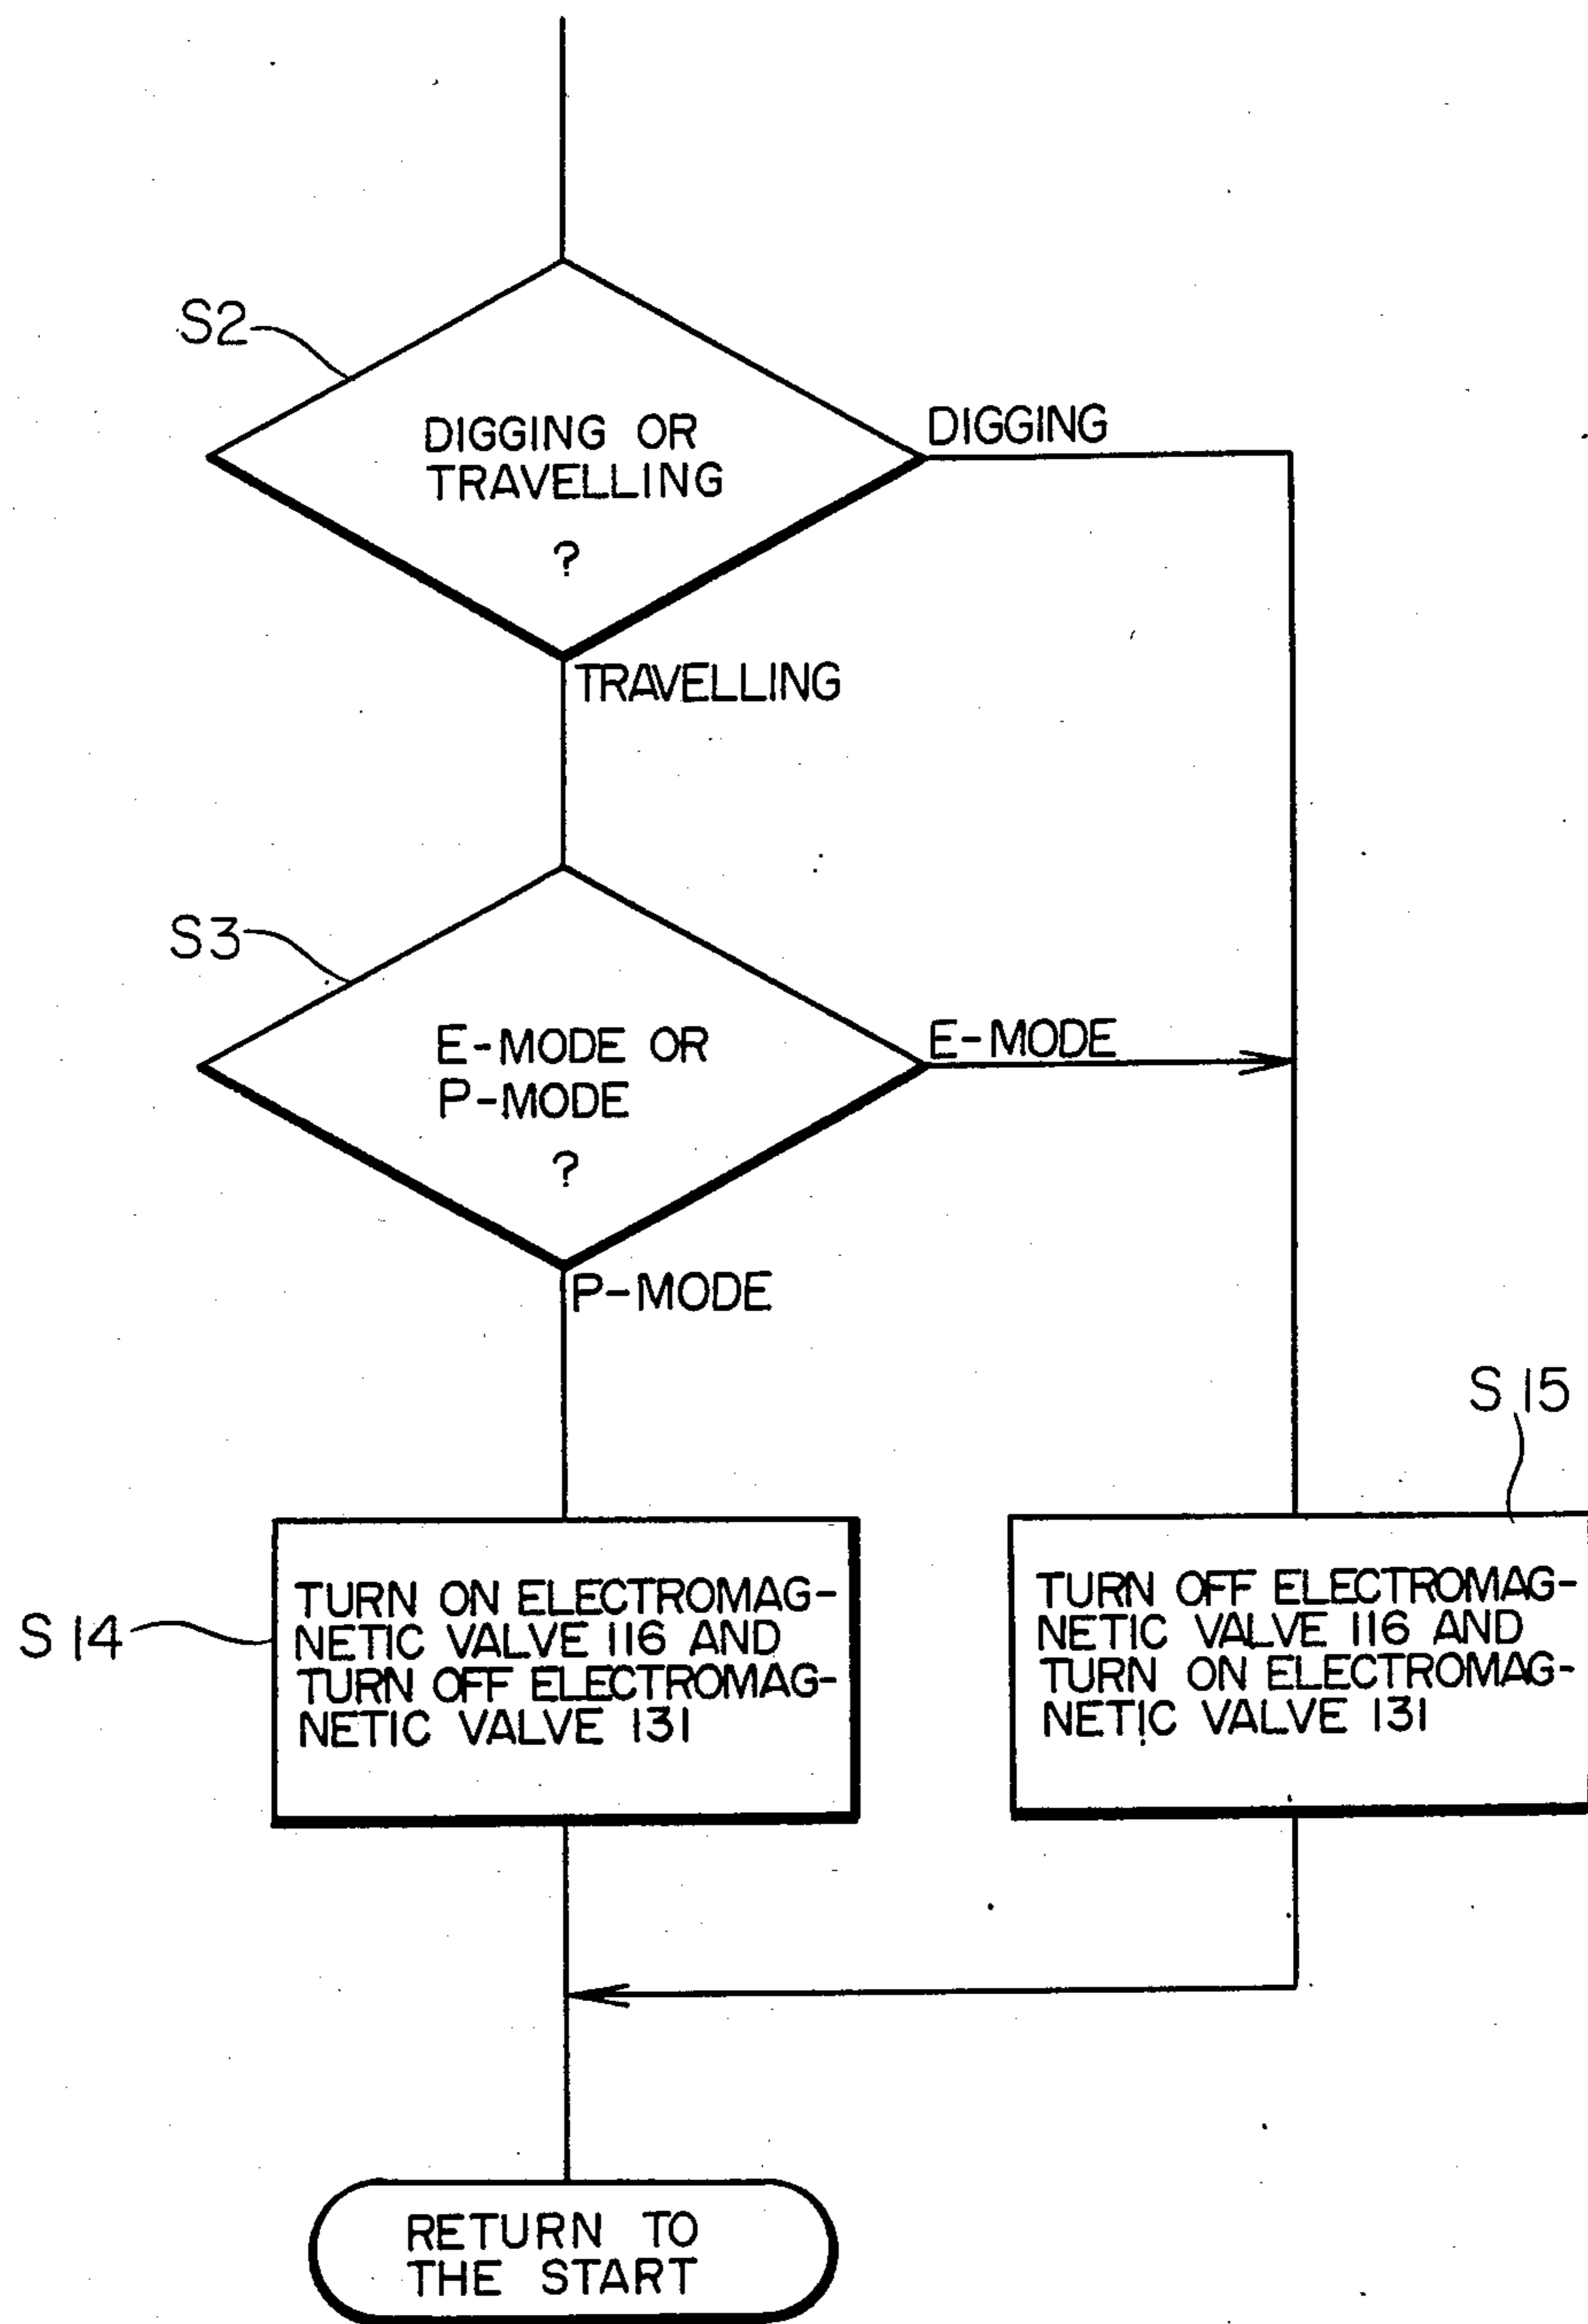 S2
DIGGING OR
TRAVELLING
?
DIGGING
TRAVELLING
S3
E-MODE OR
P-MODE
?
E-MODE
P-MODE
S14
TURN ON ELECTROMAG-
NETIC VALVE 116 AND
TURN OFF ELECTROMAG-
NETIC VALVE 131
S15
TURN OFF ELECTROMAG-
NETIC VALVE 116 AND
TURN ON ELECTROMAG-
NETIC VALVE 131
RETURN TO
THE START